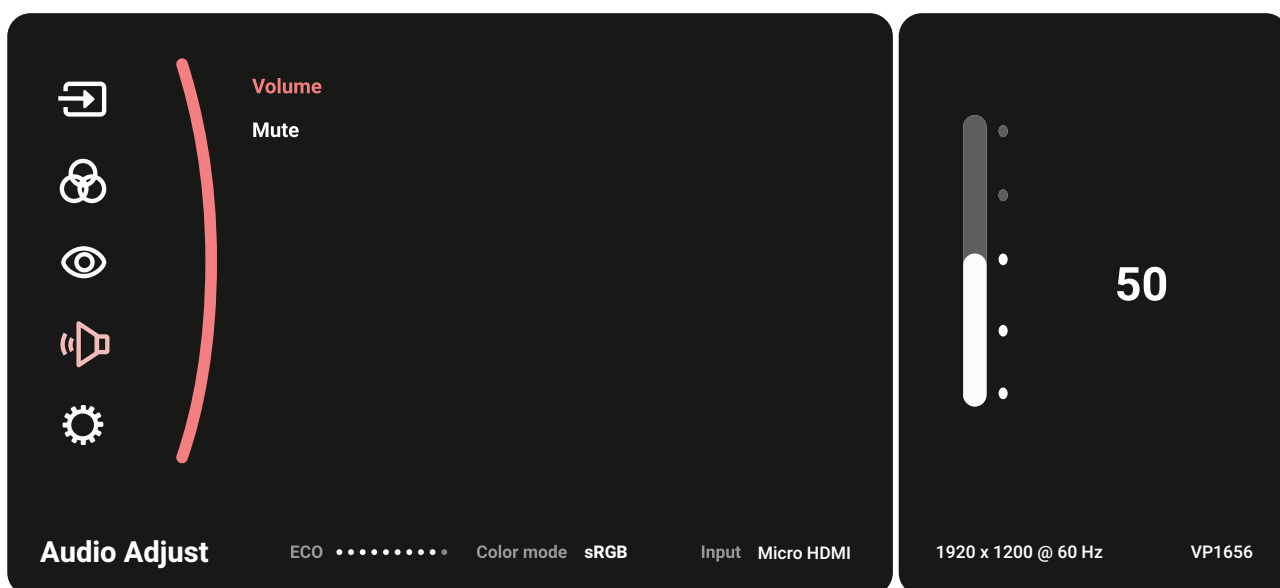 Volume
Mute
50
Audio Adjust ECO Color mode sRGB Input Micro HDMI 1920 x 1200 @ 60 Hz VP1656